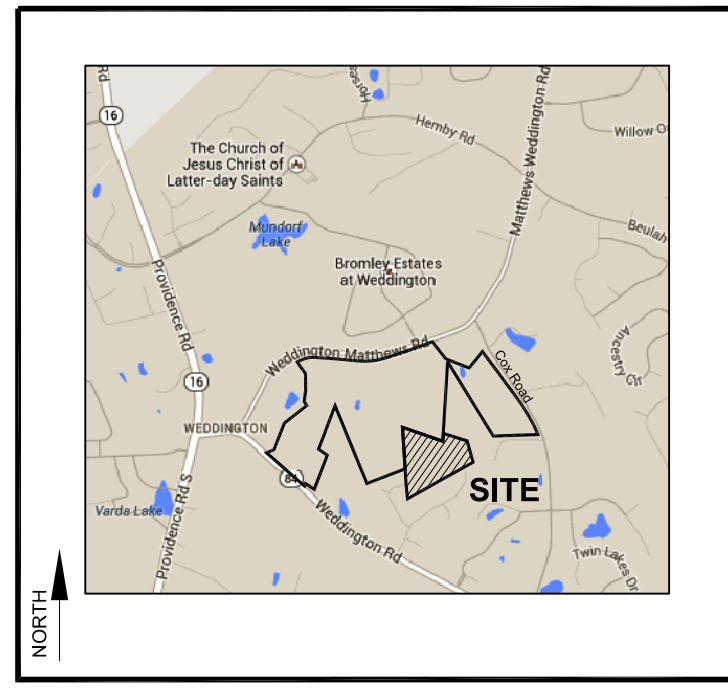 Rd
16
Horses
Hemby Rd
Willow O
The Church of
Jesus Christ of
Latter-day Saints
Matthews Weddington Rd
Mundorf
Lake
Beulah
Bromley Estates
at Weddington
Providence Rd
Weddington Matthews Rd
Ancestry Cir
Cox Road
16
WEDDINGTON
84
SITE
Varda Lake
Providence Rd S
Weddington Rd
Twin Lakes Dr
NORTH